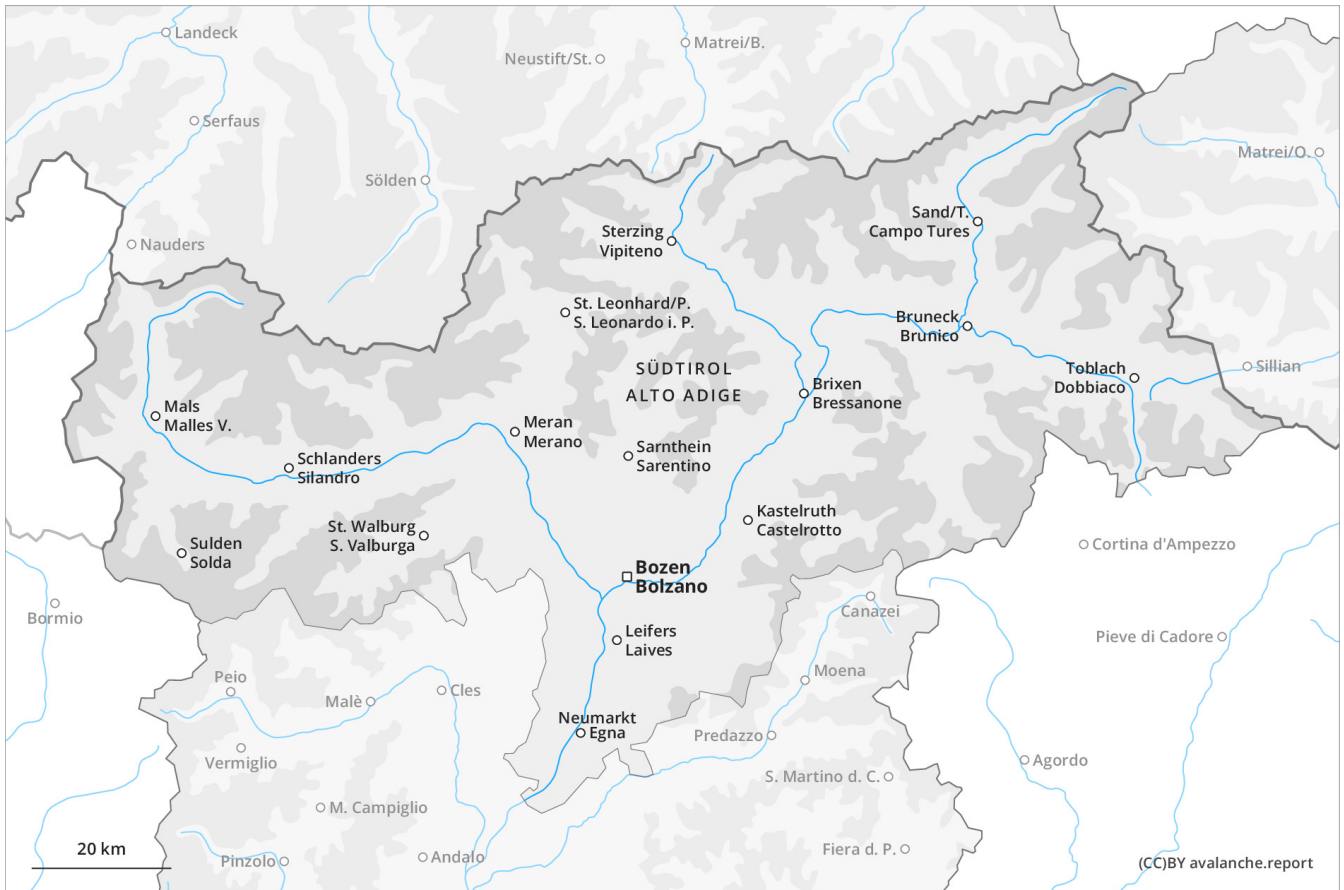 Landeck
Matrei/B.
Neustift/St.
Serfaus
Matrei/O.
Sölden
Sand/T.
Campo Tures
Sterzing
Vipiteno
Nauders
St. Leonhard/P.
S. Leonardo i. P.
Bruneck
Brunico
SÜDTIROL
ALTO ADIGE
Toblach
Dobbiaco
Sillian
Brixen
Bressanone
Mals
Malles V.
Meran
Merano
Sarnthein
Sarentino
Schlanders
Silandro
Kastelruth
Castelrotto
St. Walburg
S. Valburga
Sulden
Solda
Cortina d'Ampezzo
Bozen
Bolzano
Bormio
Canazei
Leifers
Laives
Pieve di Cadore
Peio
Moena
Malè
Cles
Neumarkt
Egna
Predazzo
Vermiglio
Agordo
S. Martino d. C.
M. Campiglio
20 km
Pinzolo
Andalo
Fiera d. P.
(CC)BY avalanche.report